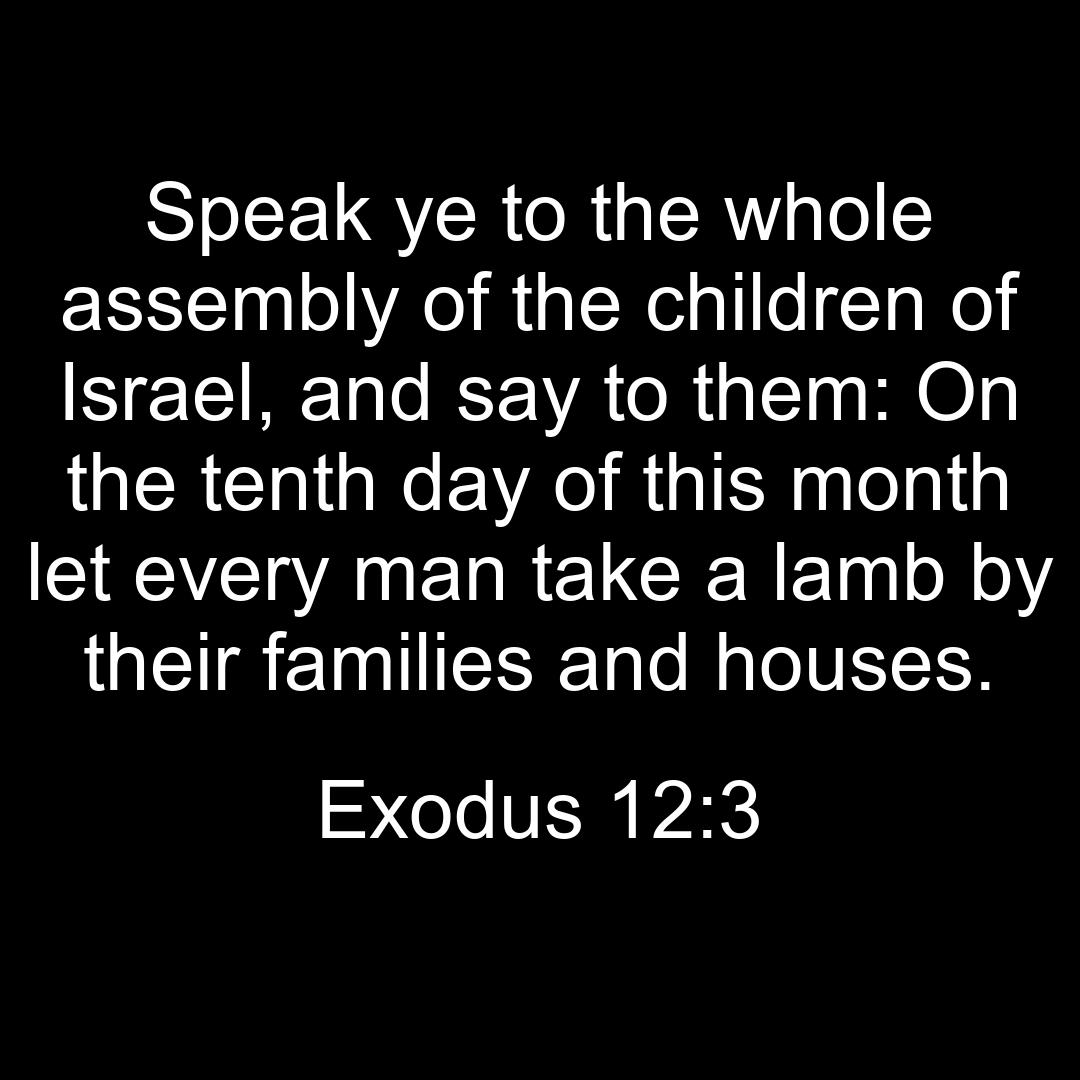 Speak ye to the whole
assembly of the children of
Israel, and say to them: On
the tenth day of this month
let every man take a lamb by
their families and houses.
Exodus 12:3